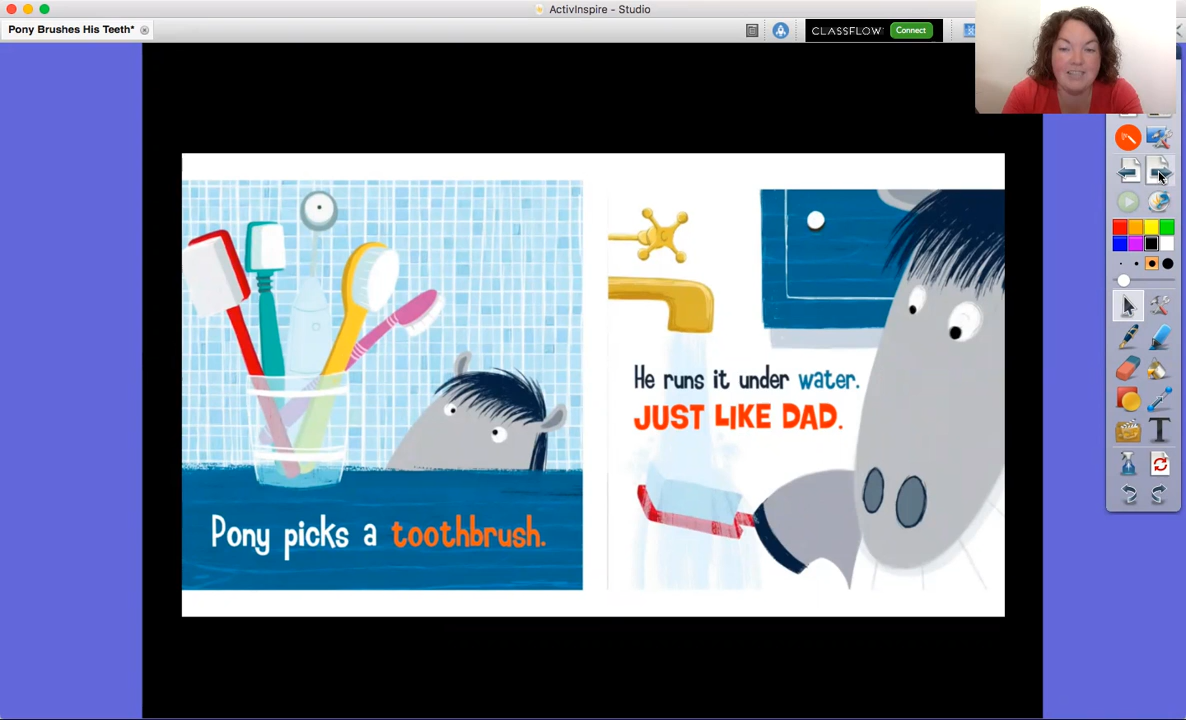 ActivInspire - Studio
Pony Brushes His Teeth*
CLASSFLOW
Connect
Pony picks a toothbrush.
He runs it under water.
JUST LIKE DAD.
T